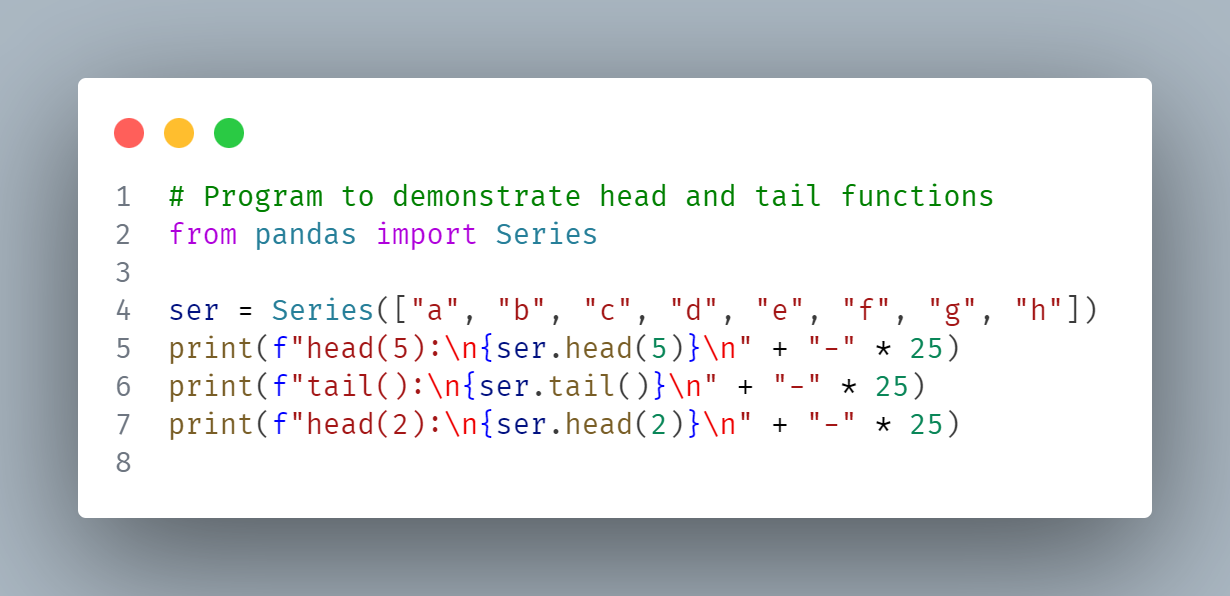 1 # Program to demonstrate head and tail functions
2 from pandas import Series
3
4 ser = Series(["a", "b", "c", "d", "e", "f", "g", "h"])
5 print(f"head(5):\n{ser.head(5)}\n" + "-" * 25)
6 print(f"tail():\n{ser.tail()}\n" + "-" * 25)
7 print(f"head(2):\n{ser.head(2)}\n" + "-" * 25)
8